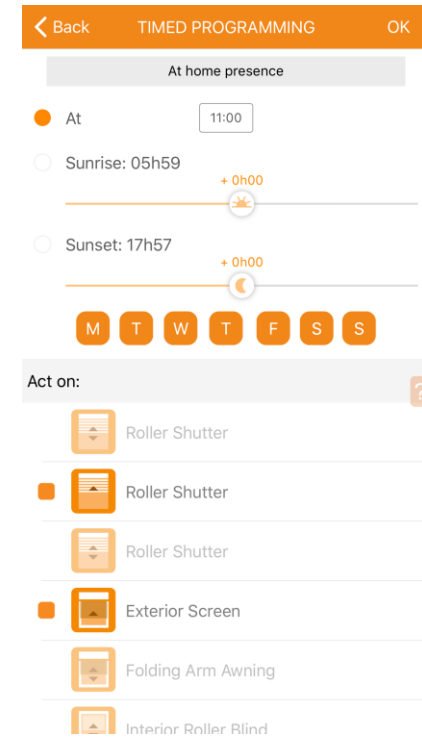 Back TIMED PROGRAMMING OK
At home presence
At 11:00
Sunrise: 05h59
+ 0h00
Sunset: 17h57
+ 0h00
M T W T F S S
Act on:
?
Roller Shutter
Roller Shutter
Roller Shutter
Exterior Screen
Folding Arm Awning
Interior Roller Blind